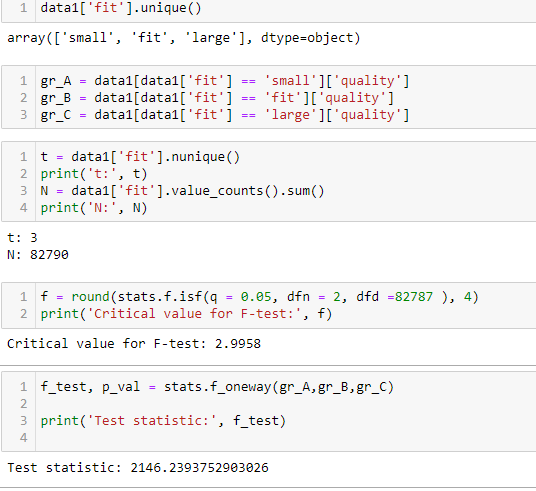 1 data1['fit'].unique()
array(['small', 'fit', 'large'], dtype=object)
1 gr_A = data1[data1['fit'] == 'small']['quality']
2 gr_B = data1[data1['fit'] == 'fit']['quality']
3 gr_C = data1[data1['fit'] == 'large']['quality']
1 t = data1['fit'].nunique()
2 print('t:', t)
3 N = data1['fit'].value_counts().sum()
4 print('N:', N)
t: 3
N: 82790
1 f = round(stats.f.isf(q = 0.05, dfn = 2, dfd =82787 ), 4)
2 print('Critical value for F-test:', f)
Critical value for F-test: 2.9958
1 f_test, p_val = stats.f_oneway(gr_A,gr_B,gr_C)
2
3 print('Test statistic:', f_test)
4
Test statistic: 2146.2393752903026